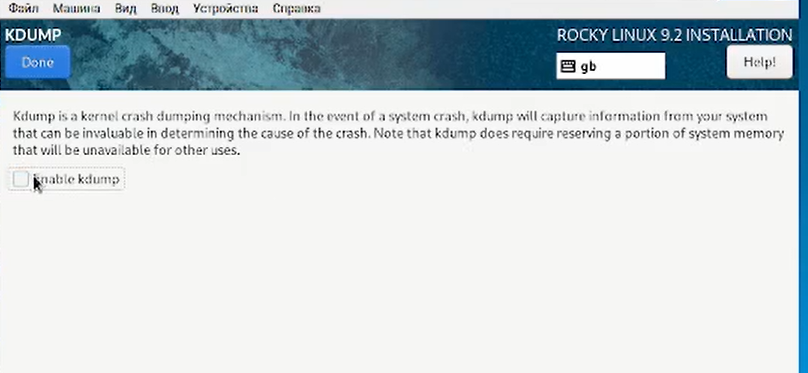 Файл Машина Вид Ввод Устройства Справка
KDUMP ROCKY LINUX 9.2 INSTALLATION
Done gb Help!
Kdump is a kernel crash dumping mechanism. In the event of a system crash, kdump will capture information from your system
that can be invaluable in determining the cause of the crash. Note that kdump does require reserving a portion of system memory
that will be unavailable for other uses.
Enable kdump